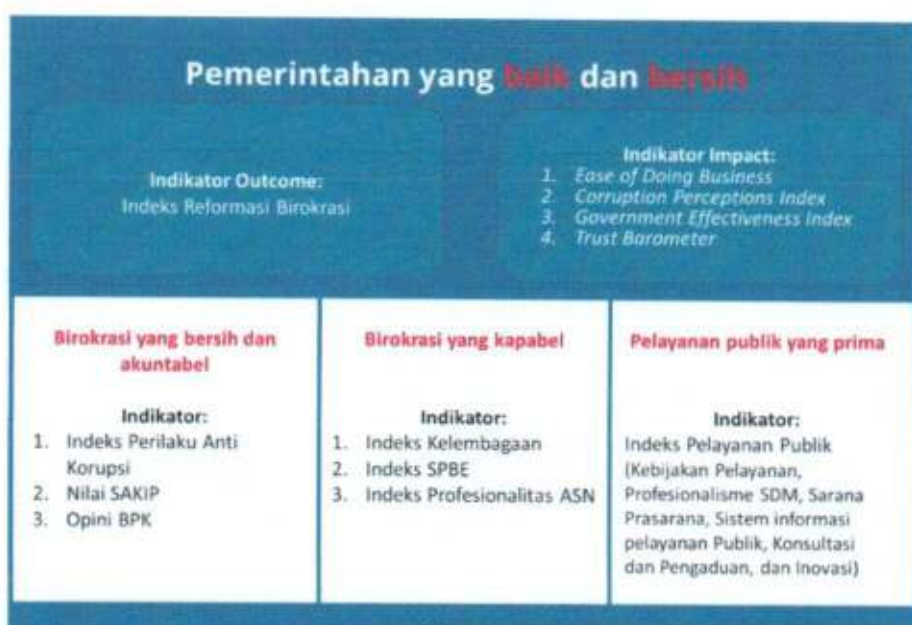 Pemerintahan yang baik dan bersih
Indikator Outcome:
Indeks Reformasi Birokrasi
Indikator Impact:
1. Ease of Doing Business
2. Corruption Perceptions Index
3. Government Effectiveness Index
4. Trust Barometer
Birokrasi yang bersih dan
akuntabel
Indikator:
1. Indeks Perilaku Anti
Korupsi
2. Nilai SAKIP
3. Opini BPK
Birokrasi yang kapabel
Indikator:
1. Indeks Kelembagaan
2. Indeks SPBE
3. Indeks Profesionalitas ASN
Pelayanan publik yang prima
Indikator:
Indeks Pelayanan Publik
(Kebijakan Pelayanan,
Profesionalisme SDM, Sarana
Prasarana, Sistem informasi
pelayanan Publik, Konsultasi
dan Pengaduan, dan Inovasi)